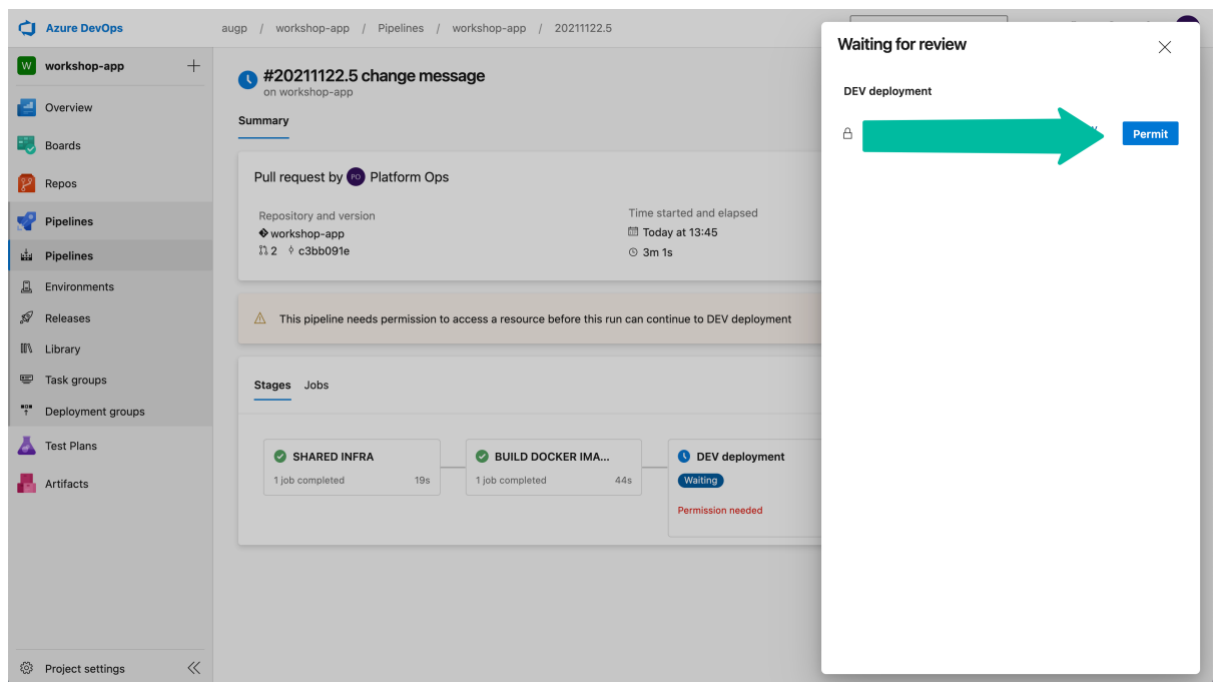 Azure DevOps
augp / workshop-app / Pipelines / workshop-app / 20211122.5
W workshop-app
Overview
Boards
Repos
Pipelines
Pipelines
Environments
Releases
Library
Task groups
Deployment groups
Test Plans
Artifacts
Project settings
#20211122.5 change message
on workshop-app
Summary
Pull request by PO Platform Ops
Repository and version
workshop-app
2 c3bb091e
Time started and elapsed
Today at 13:45
3m 1s
This pipeline needs permission to access a resource before this run can continue to DEV deployment
Stages Jobs
SHARED INFRA
1 job completed 19s
BUILD DOCKER IMA...
1 job completed 44s
DEV deployment
Waiting
Permission needed
Waiting for review
DEV deployment
Permit